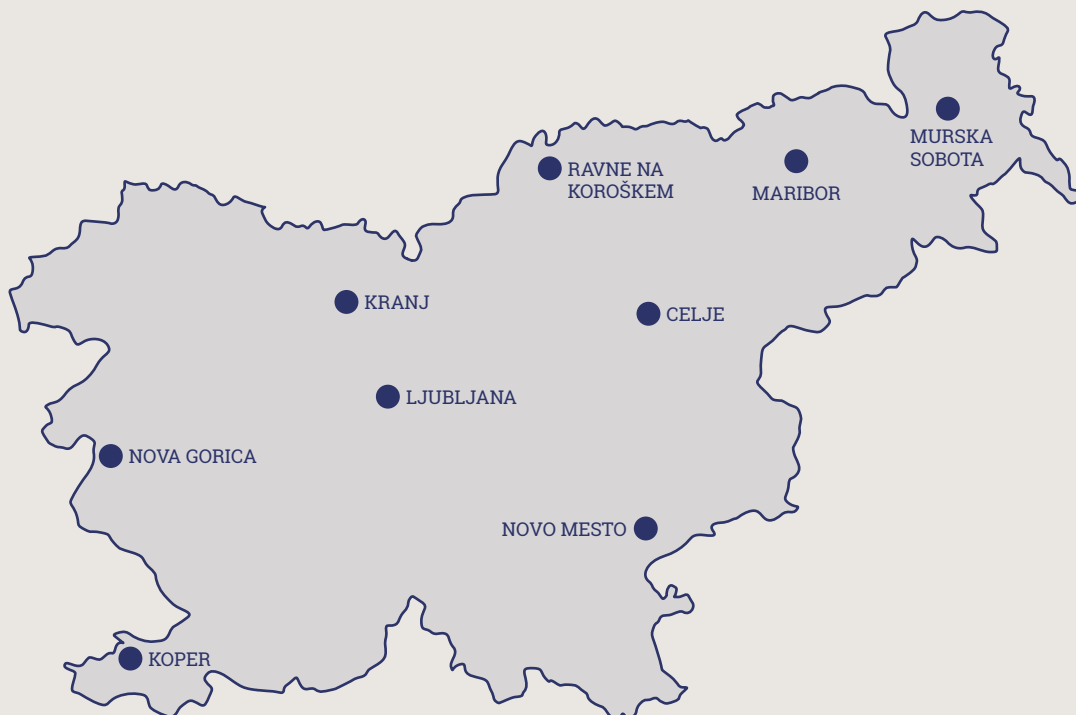 MURSKA
SOBOTA
RAVNE NA
KOROŠKEM
MARIBOR
KRANJ
CELJE
LJUBLJANA
NOVA GORICA
NOVO MESTO
KOPER